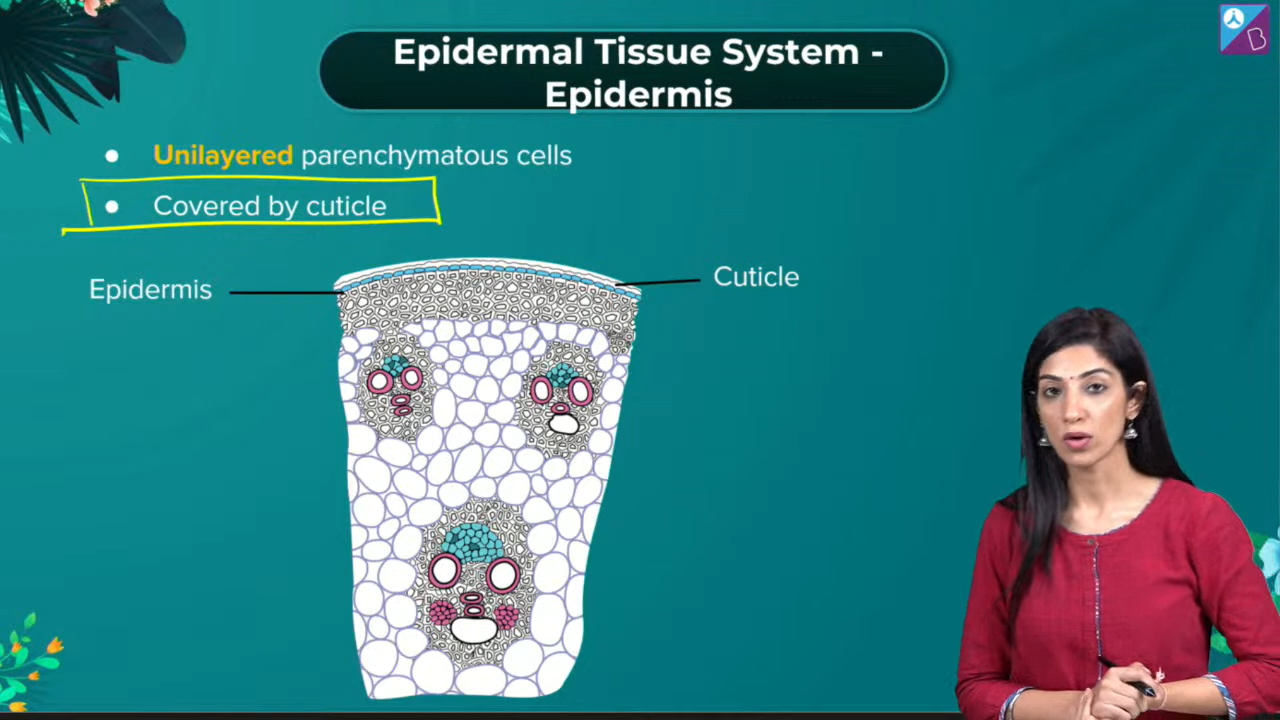 Epidermal Tissue System -
Epidermis
● Unilayered parenchymatous cells
● Covered by cuticle
Epidermis
Cuticle
B